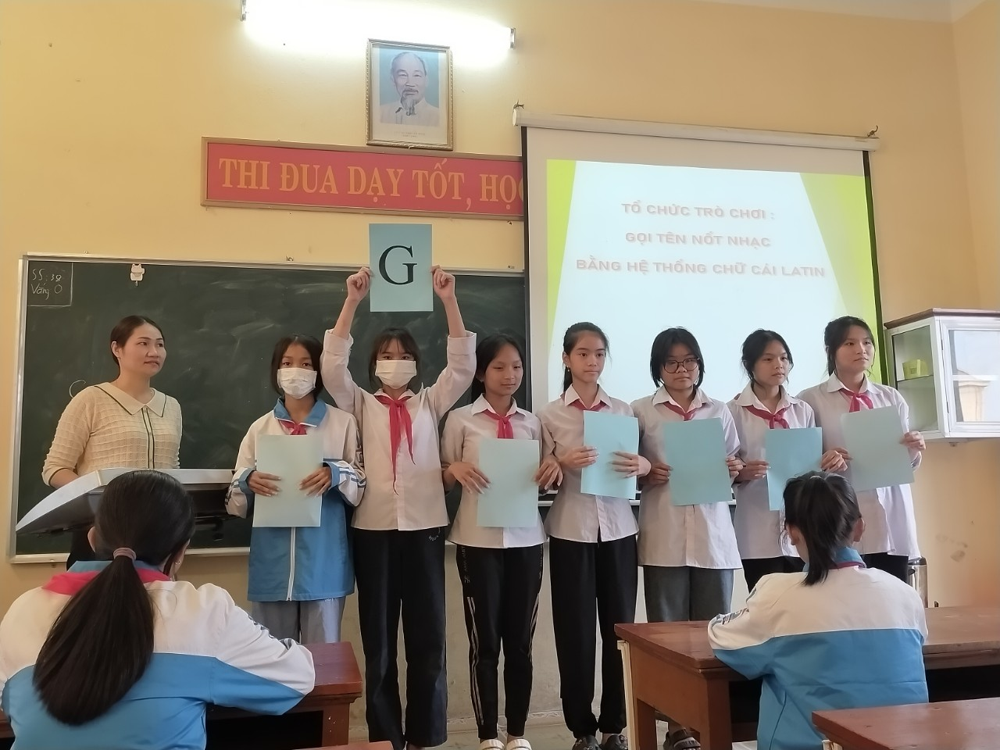 THI ĐUA DẠY TỐT, HỌC
TỔ CHỨC TRÒ CHƠI :
GỌI TÊN NỐT NHẠC
BẰNG HỆ THỐNG CHỮ CÁI LATIN
G
SS: 38
Vắng 0